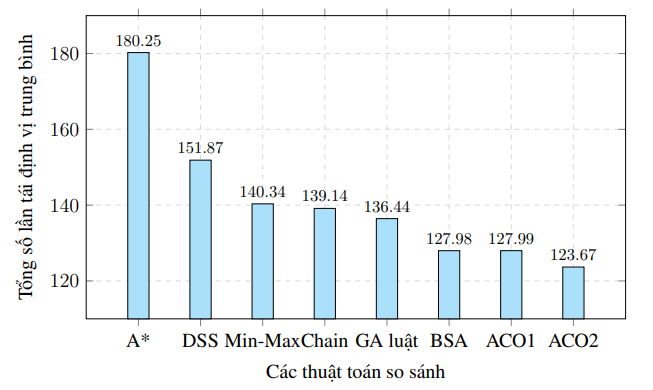 Tổng số lần tái định vị trung bình
180
160
140
120
180.25
151.87
140.34
139.14
136.44
127.98
127.99
123.67
A*
DSS
Min-Max
Chain
GA luật
BSA
ACO1
ACO2
Các thuật toán so sánh